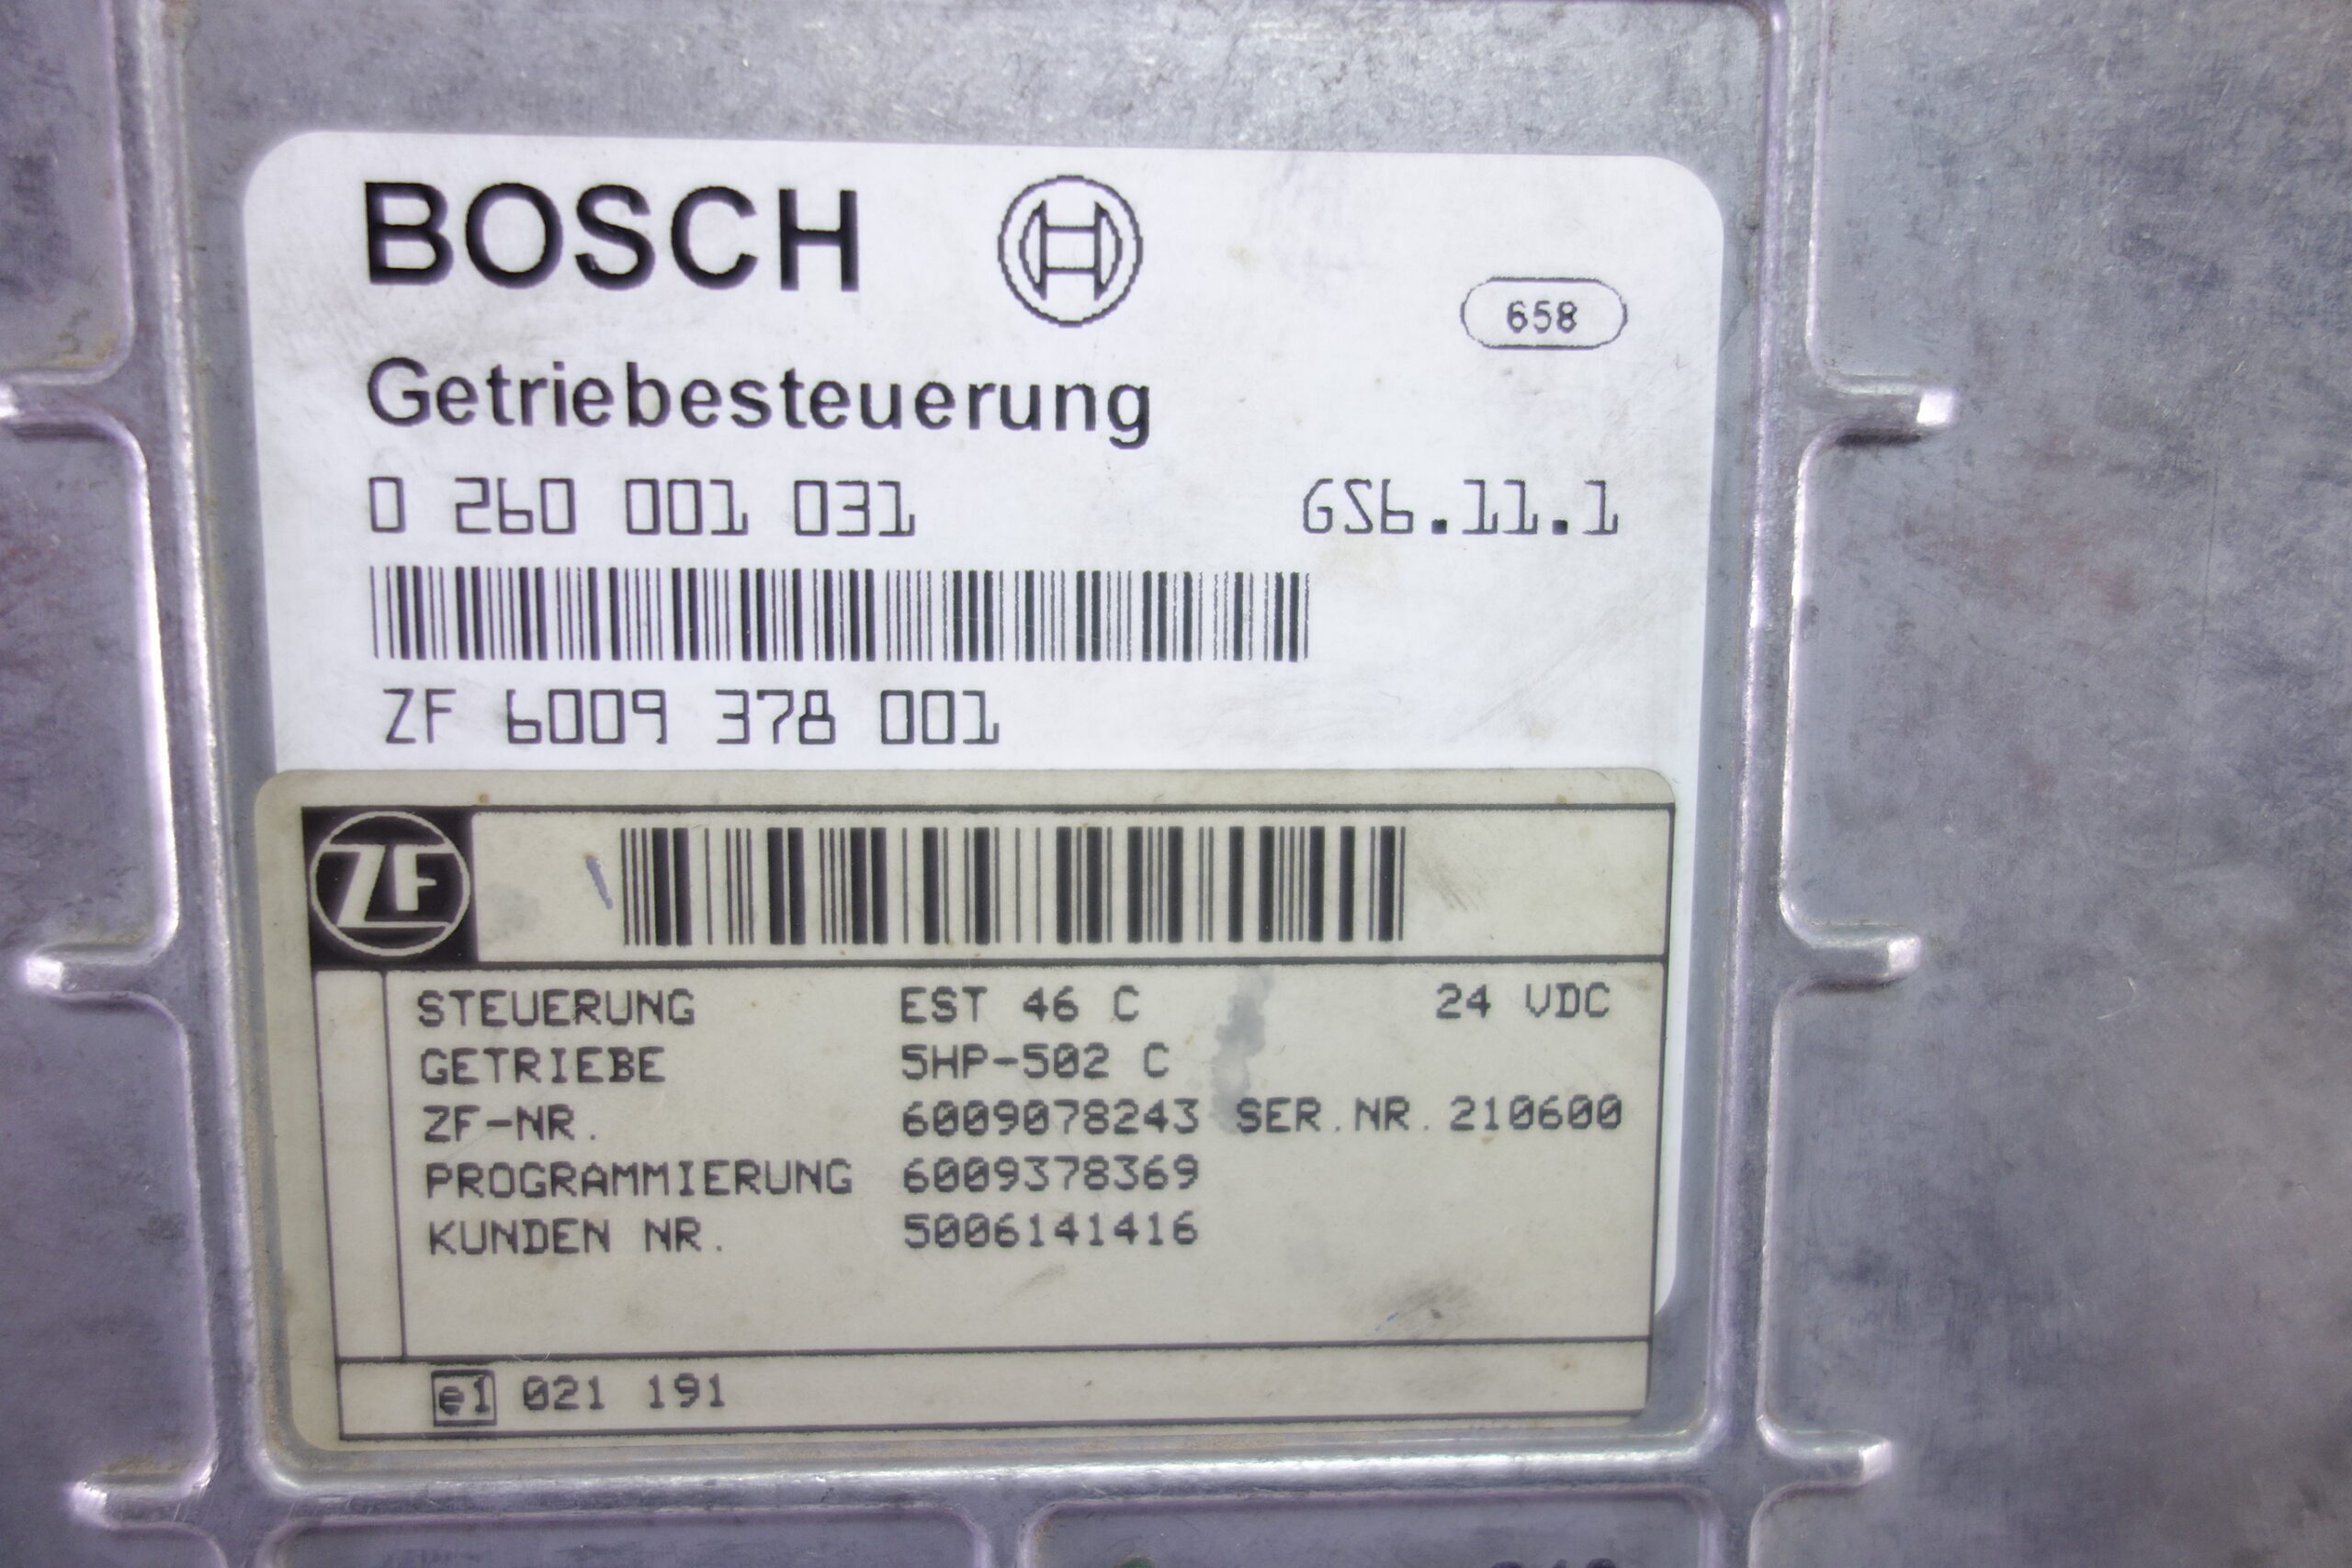 BOSCH
658
Getriebesteuerung
0 260 001 031 GS6.11.1
ZF 6009 378 001
ZF
STEUERUNG EST 46 C 24 VDC
GETRIEBE 5HP-502 C
ZF-NR. 6009078243 SER.NR.210600
PROGRAMMIERUNG 6009378369
KUNDEN NR. 5006141416
e1 021 191